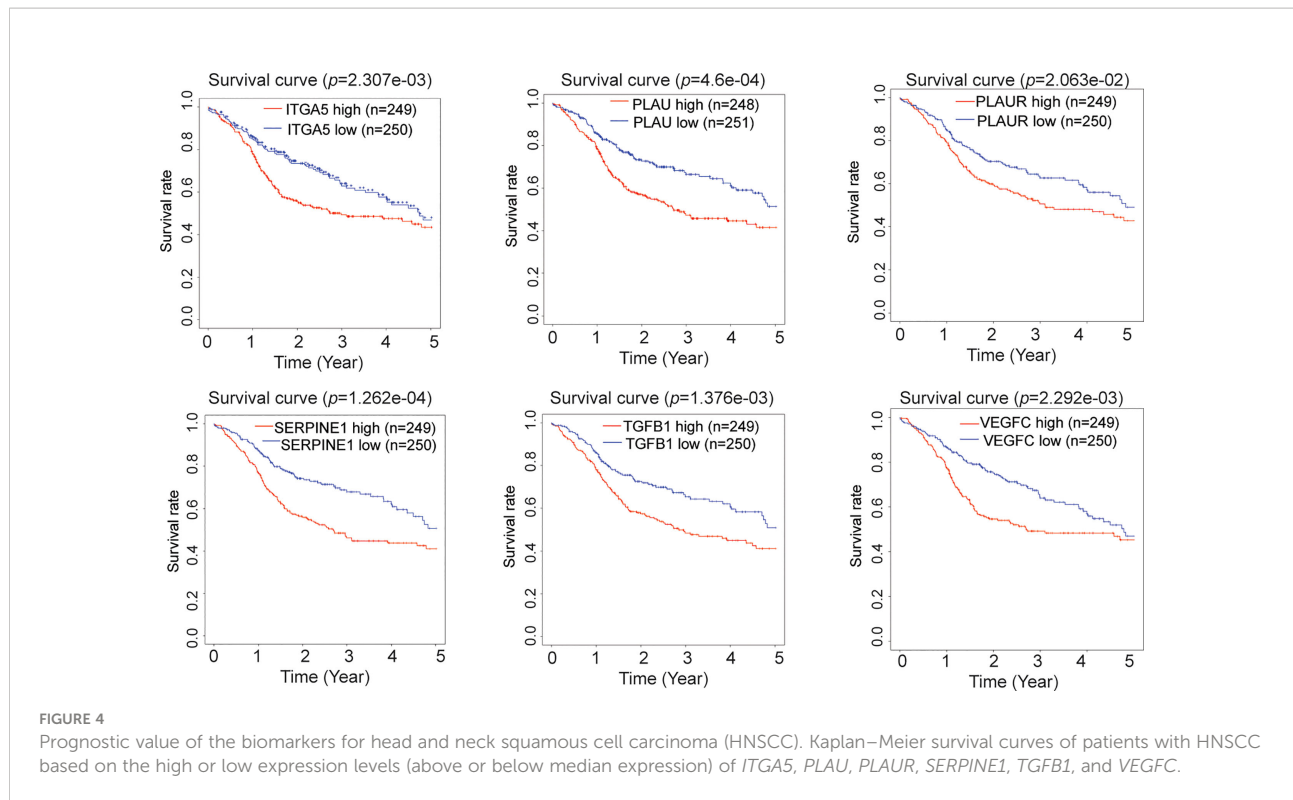 Survival curve (p=2.307e-03)
ITGA5 high (n=249)
ITGA5 low (n=250)
Survival rate
0.0 0.2 0.4 0.6 0.8 1.0
0 1 2 3 4 5
Time (Year)
Survival curve (p=4.6e-04)
PLAU high (n=248)
PLAU low (n=251)
Survival rate
0.0 0.2 0.4 0.6 0.8 1.0
0 1 2 3 4 5
Time (Year)
Survival curve (p=2.063e-02)
PLAUR high (n=249)
PLAUR low (n=250)
Survival rate
0.0 0.2 0.4 0.6 0.8 1.0
0 1 2 3 4 5
Time (Year)
Survival curve (p=1.262e-04)
SERPINE1 high (n=249)
SERPINE1 low (n=250)
Survival rate
0.0 0.2 0.4 0.6 0.8 1.0
0 1 2 3 4 5
Time (Year)
Survival curve (p=1.376e-03)
TGFB1 high (n=249)
TGFB1 low (n=250)
Survival rate
0.0 0.2 0.4 0.6 0.8 1.0
0 1 2 3 4 5
Time (Year)
Survival curve (p=2.292e-03)
VEGFC high (n=249)
VEGFC low (n=250)
Survival rate
0.0 0.2 0.4 0.6 0.8 1.0
0 1 2 3 4 5
Time (Year)
FIGURE 4
Prognostic value of the biomarkers for head and neck squamous cell carcinoma (HNSCC). Kaplan–Meier survival curves of patients with HNSCC
based on the high or low expression levels (above or below median expression) of ITGA5, PLAU, PLAUR, SERPINE1, TGFB1, and VEGFC.